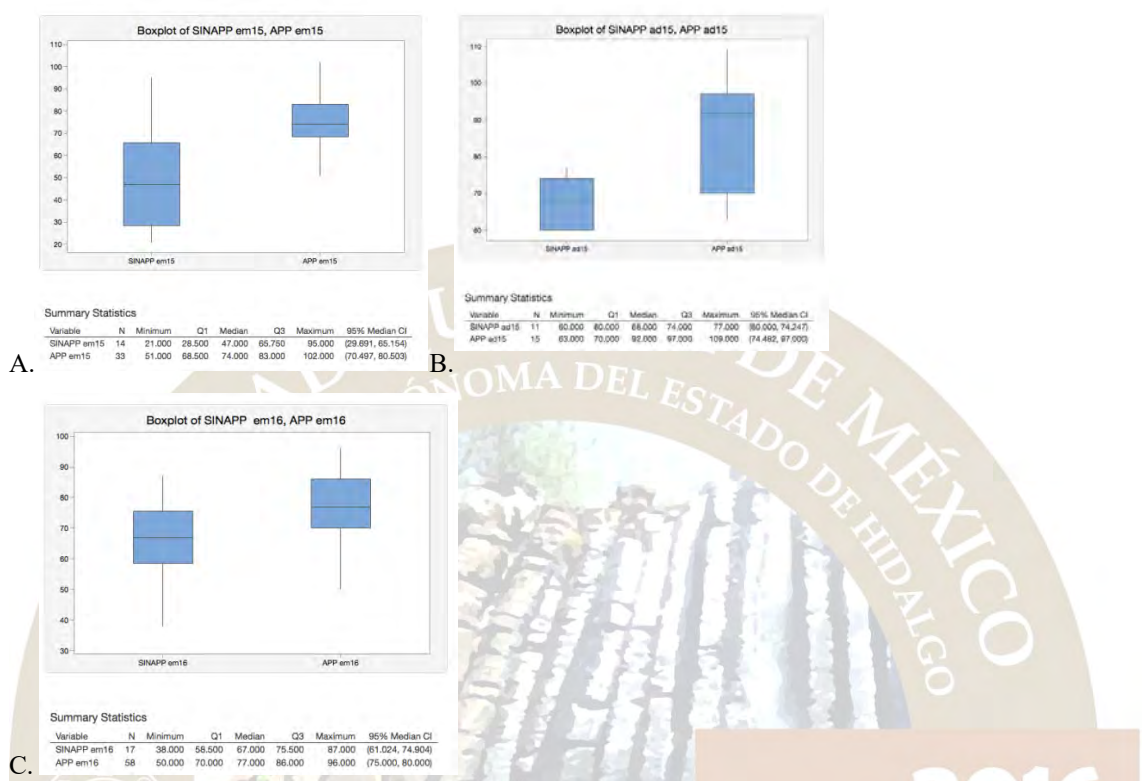 Boxplot of SINAPP em15, APP em15
110
100
90
80
70
60
50
40
30
20
SINAPP em15 APP em15
Summary Statistics
Variable N Minimum Q1 Median Q3 Maximum 95% Median CI
SINAPP em15 14 21.000 28.500 47.000 65.750 95.000 (29.691, 65.154)
APP em15 33 51.000 68.500 74.000 83.000 102.000 (70.497, 80.503)
A.
Boxplot of SINAPP ad15, APP ad15
110
100
90
80
70
60
SINAPP ad15 APP ad15
Summary Statistics
Variable N Minimum Q1 Median Q3 Maximum 95% Median CI
SINAPP ad15 11 60.000 60.000 68.000 74.000 77.000 (60.000, 74.247)
APP ad15 15 63.000 70.000 92.000 97.000 109.000 (74.482, 97.000)
B.
Boxplot of SINAPP em16, APP em16
100
90
80
70
60
50
40
30
SINAPP em16 APP em16
Summary Statistics
Variable N Minimum Q1 Median Q3 Maximum 95% Median CI
SINAPP em16 17 38.000 58.500 67.000 75.500 87.000 (61.024, 74.904)
APP em16 58 50.000 70.000 77.000 86.000 96.000 (75.000, 80.000)
C.
DE MÉXICO
NOMA DEL ESTADO DE HIDALGO